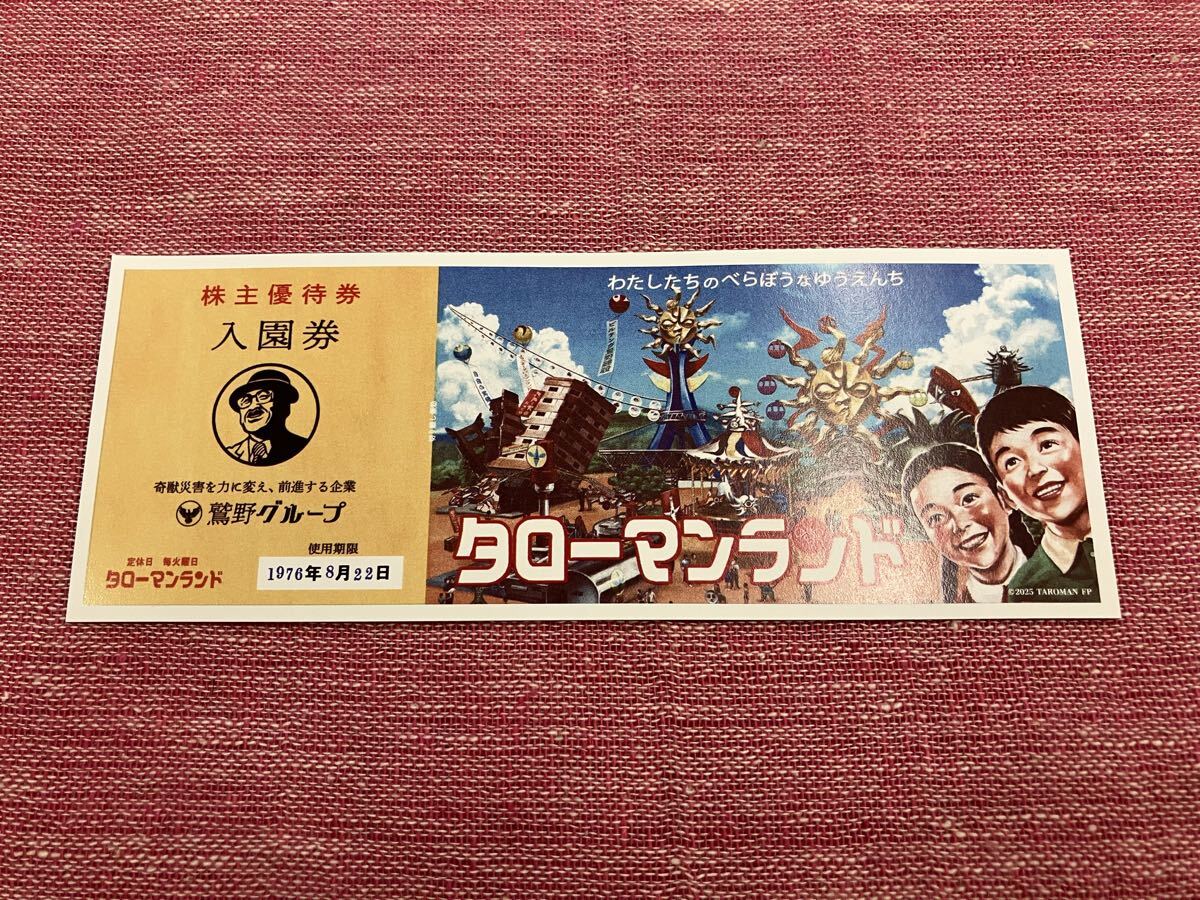 株主優待券
入園券
奇獣災害を力に変え、前進する企業
鷲野グループ
定休日 毎火曜日
タローマンランド
使用期限
1976年8月22日
わたしたちのべらぼうなゆうえんち
タローマンランド
©2025 TAROMAN FP